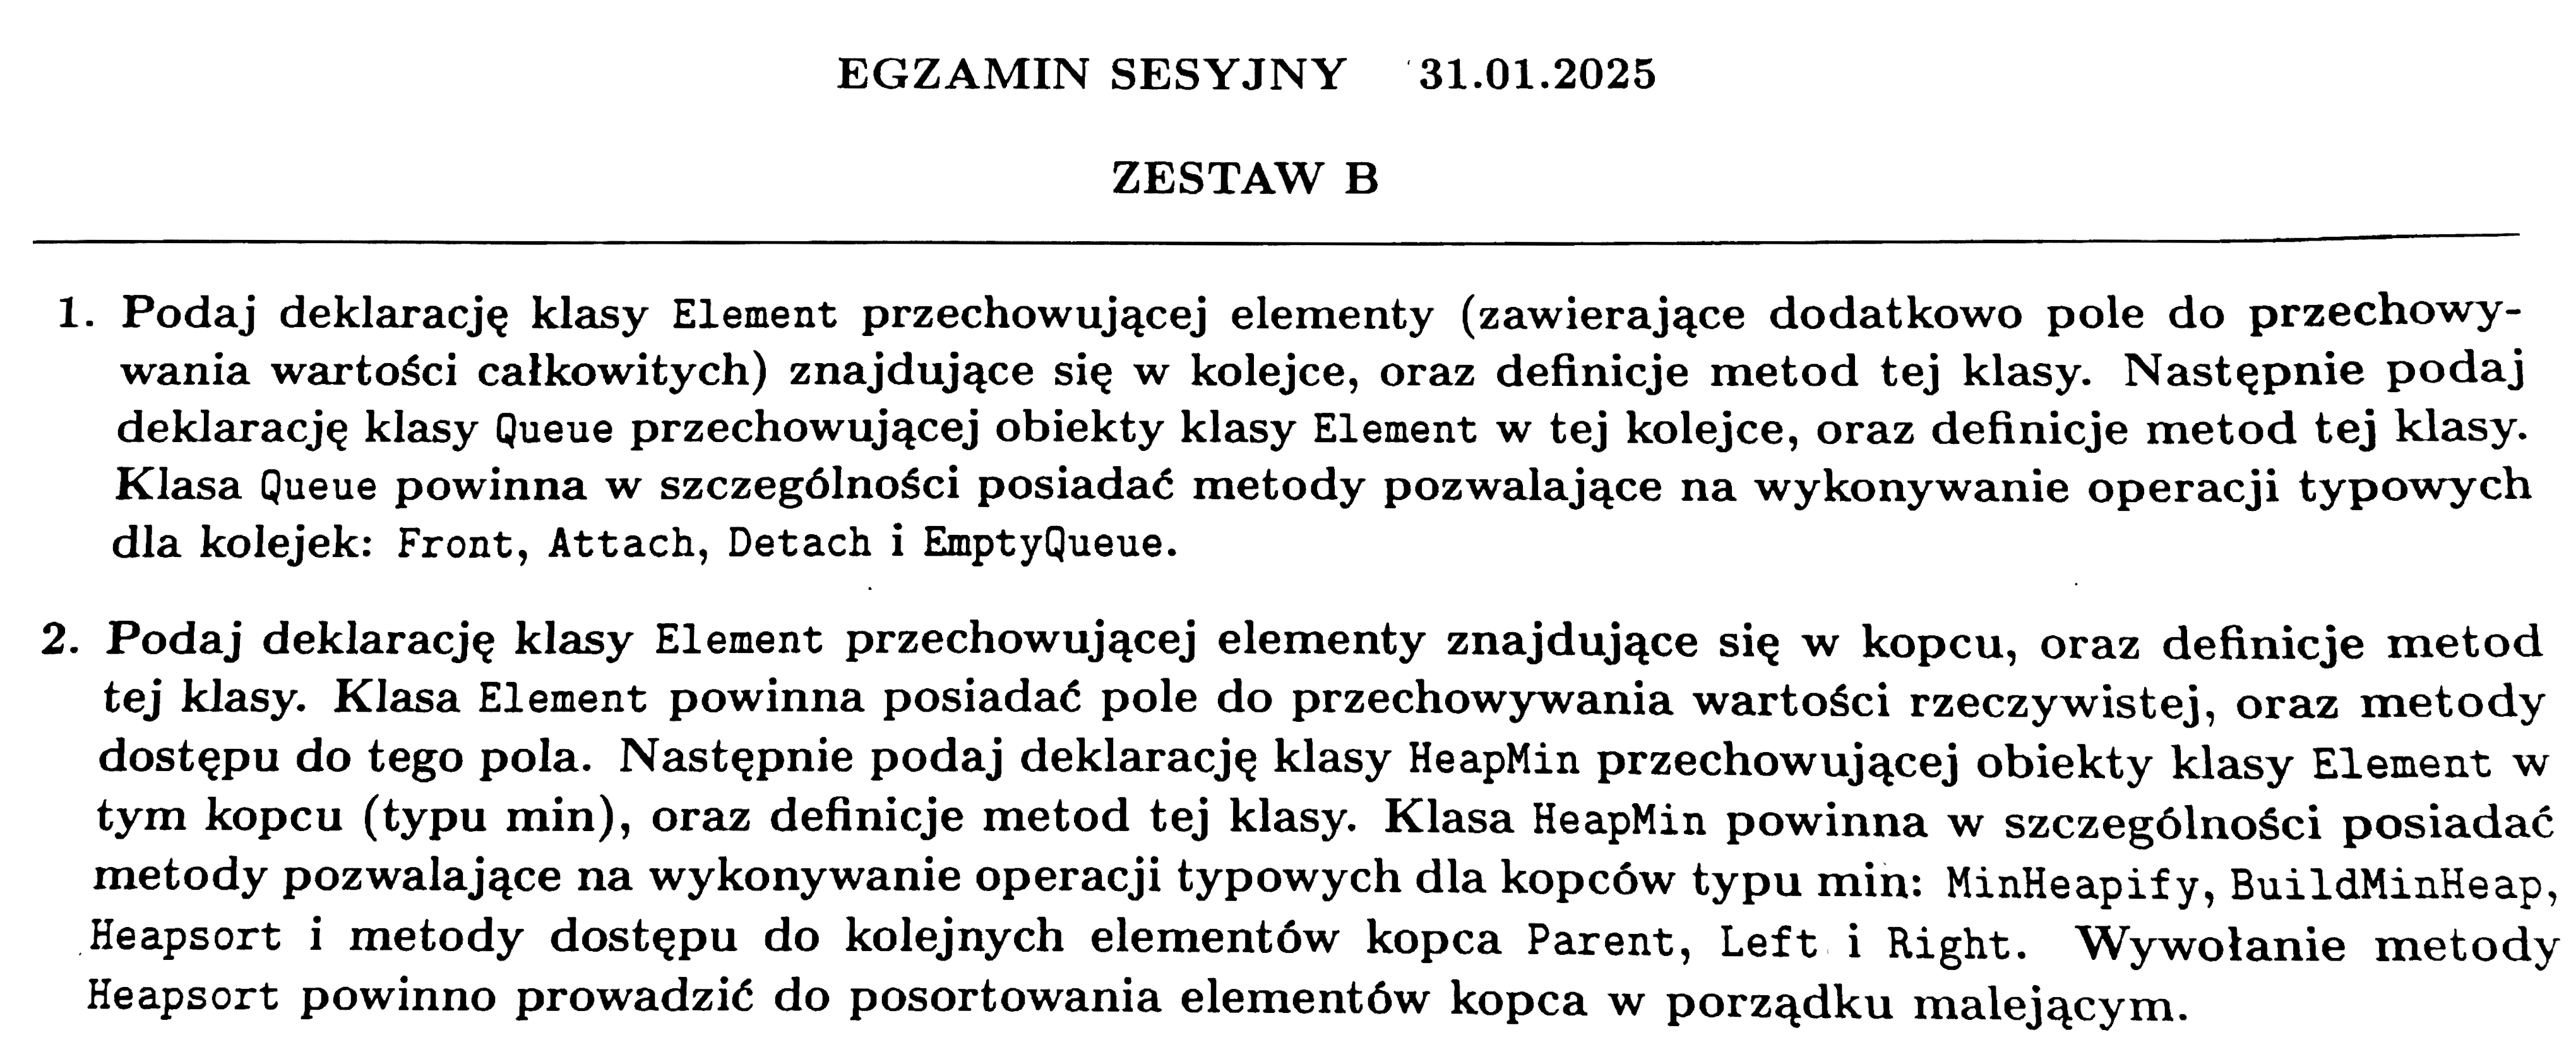 EGZAMIN SESYJNY 31.01.2025
ZESTAW B
1. Podaj deklarację klasy Element przechowującej elementy (zawierające dodatkowo pole do przechowy-
wania wartości całkowitych) znajdujące się w kolejce, oraz definicje metod tej klasy. Następnie podaj
deklarację klasy Queue przechowującej obiekty klasy Element w tej kolejce, oraz definicje metod tej klasy.
Klasa Queue powinna w szczególności posiadać metody pozwalające na wykonywanie operacji typowych
dla kolejek: Front, Attach, Detach i EmptyQueue.
2. Podaj deklarację klasy Element przechowującej elementy znajdujące się w kopcu, oraz definicje metod
tej klasy. Klasa Element powinna posiadać pole do przechowywania wartości rzeczywistej, oraz metody
dostępu do tego pola. Następnie podaj deklarację klasy HeapMin przechowującej obiekty klasy Element w
tym kopcu (typu min), oraz definicje metod tej klasy. Klasa HeapMin powinna w szczególności posiadać
metody pozwalające na wykonywanie operacji typowych dla kopców typu min: MinHeapify, BuildMinHeap,
Heapsort i metody dostępu do kolejnych elementów kopca Parent, Left i Right. Wywołanie metody
Heapsort powinno prowadzić do posortowania elementów kopca w porządku malejącym.